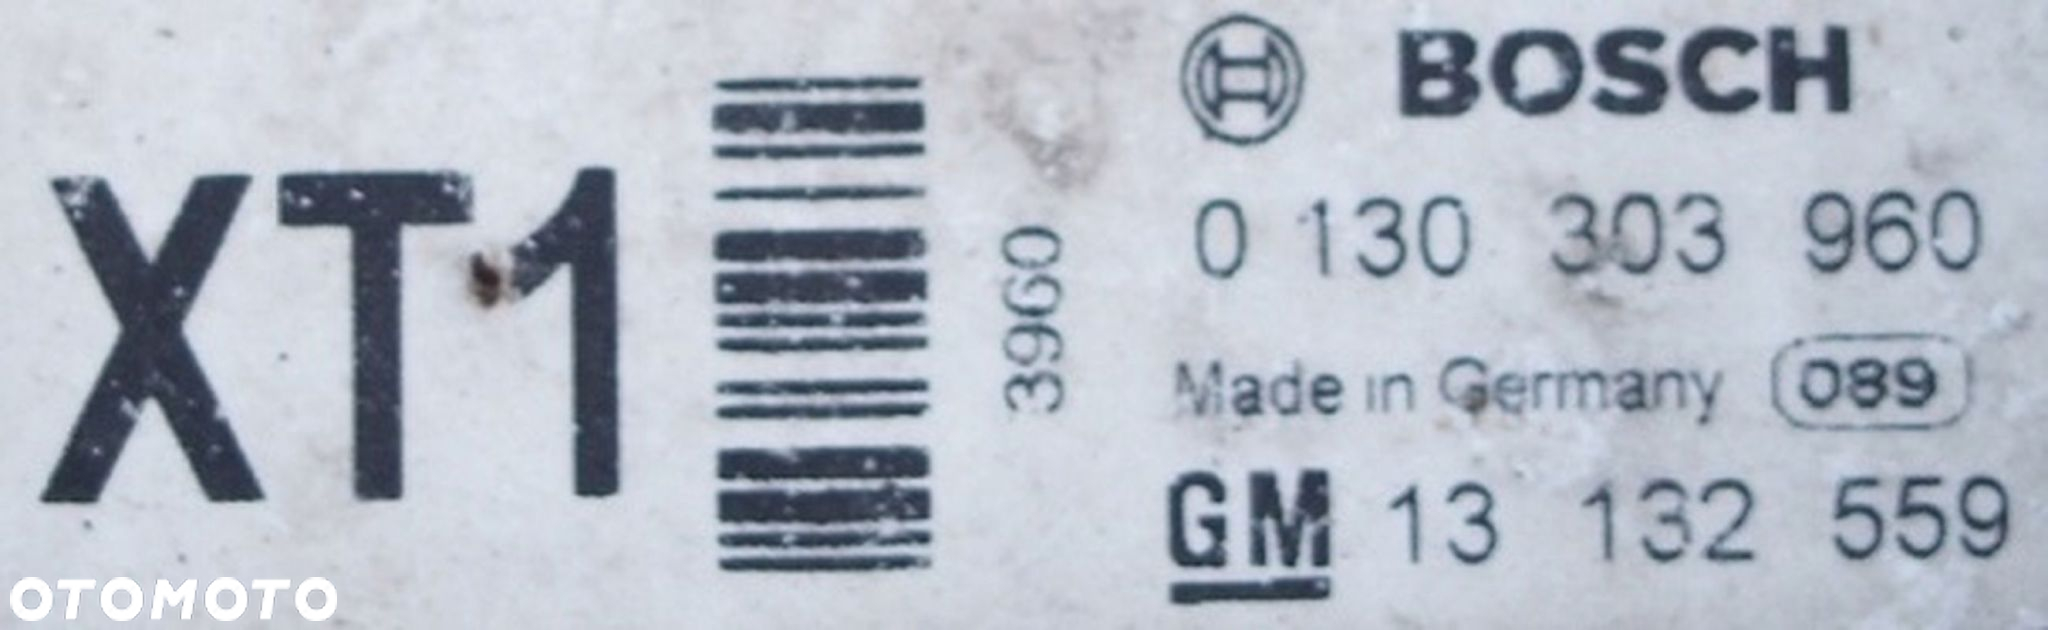 XT1
3960
BOSCH
0 130 303 960
Made in Germany 089
GM 13 132 559
OTOMOTO